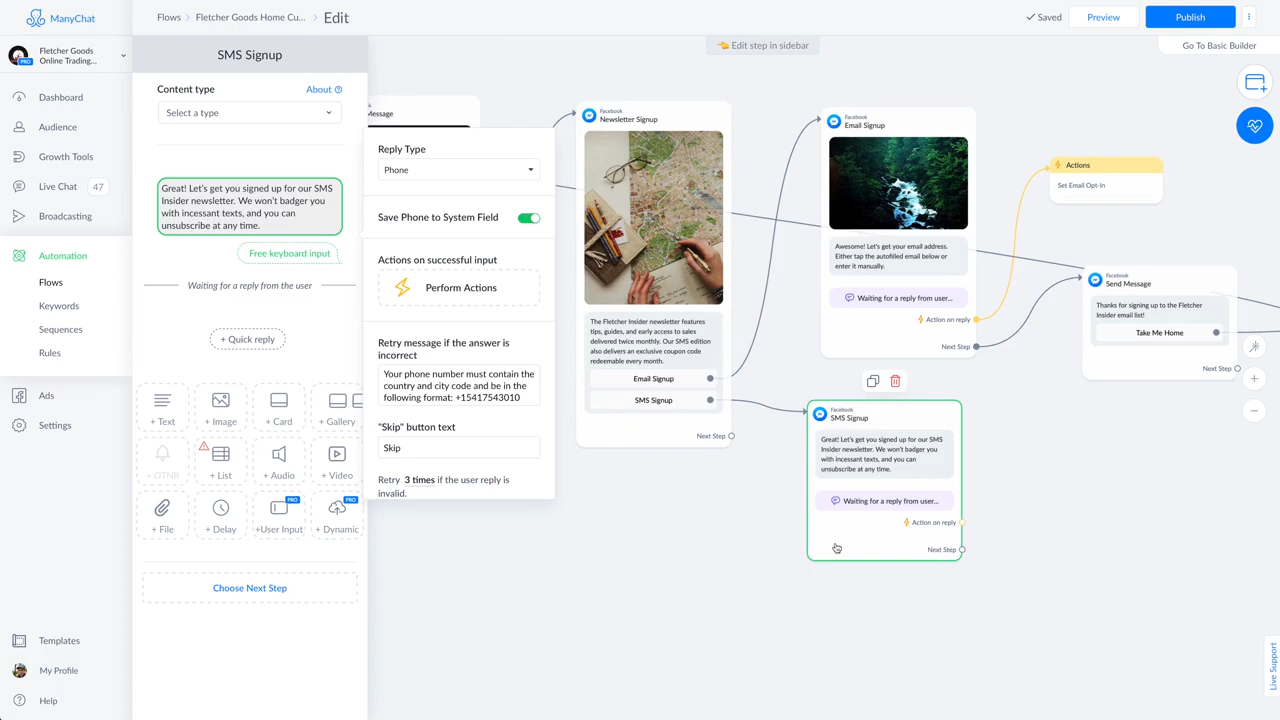 ManyChat
Flows
Fletcher Goods Home Cu...
Edit
Saved
Preview
Publish
Fletcher Goods
Online Trading...
PRO
SMS Signup
👈 Edit step in sidebar
Go To Basic Builder
Dashboard
Audience
Growth Tools
Live Chat
47
Broadcasting
Automation
Flows
Keywords
Sequences
Rules
Ads
Settings
Templates
My Profile
Help
Content type
About
Select a type
Great! Let's get you signed up for our SMS
Insider newsletter. We won't badger you
with incessant texts, and you can
unsubscribe at any time.
Free keyboard input
Waiting for a reply from the user
+ Quick reply
+ Text
+ Image
+ Card
+ Gallery
+ OTNR
+ List
+ Audio
+ Video
PRO
PRO
+ File
+ Delay
+User Input
+ Dynamic
Choose Next Step
Reply Type
Phone
Save Phone to System Field
Actions on successful input
Perform Actions
Retry message if the answer is
incorrect
Your phone number must contain the
country and city code and be in the
following format: +15417543010
"Skip" button text
Skip
Retry 3 times if the user reply is
invalid.
Facebook
Newsletter Signup
The Fletcher Insider newsletter features
tips, guides, and early access to sales
delivered twice monthly. Our SMS edition
also delivers an exclusive coupon code
redeemable every month.
Email Signup
SMS Signup
Next Step
Facebook
Email Signup
Awesome! Let's get your email address.
Either tap the autofilled email below or
enter it manually.
Waiting for a reply from user...
Action on reply
Next Step
Actions
Set Email Opt-In
Facebook
Send Message
Thanks for signing up to the Fletcher
Insider email list!
Take Me Home
Next Step
Facebook
SMS Signup
Great! Let's get you signed up for our SMS
Insider newsletter. We won't badger you
with incessant texts, and you can
unsubscribe at any time.
Waiting for a reply from user...
Action on reply
Next Step
Live Support